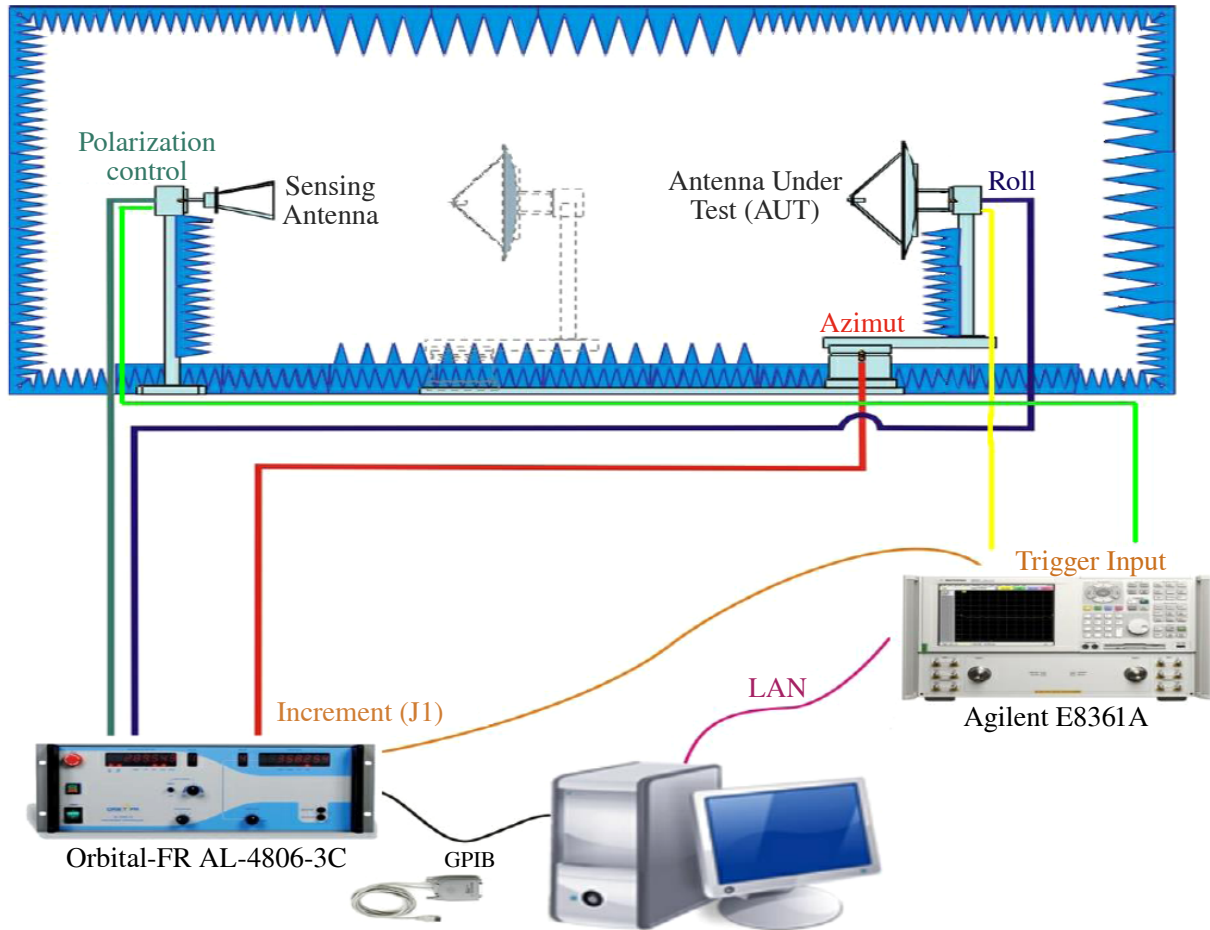 Polarization
control
Sensing
Antenna
Antenna Under
Test (AUT)
Roll
Azimut
Trigger Input
Increment (J1)
LAN
Agilent E8361A
Orbital-FR AL-4806-3C
GPIB